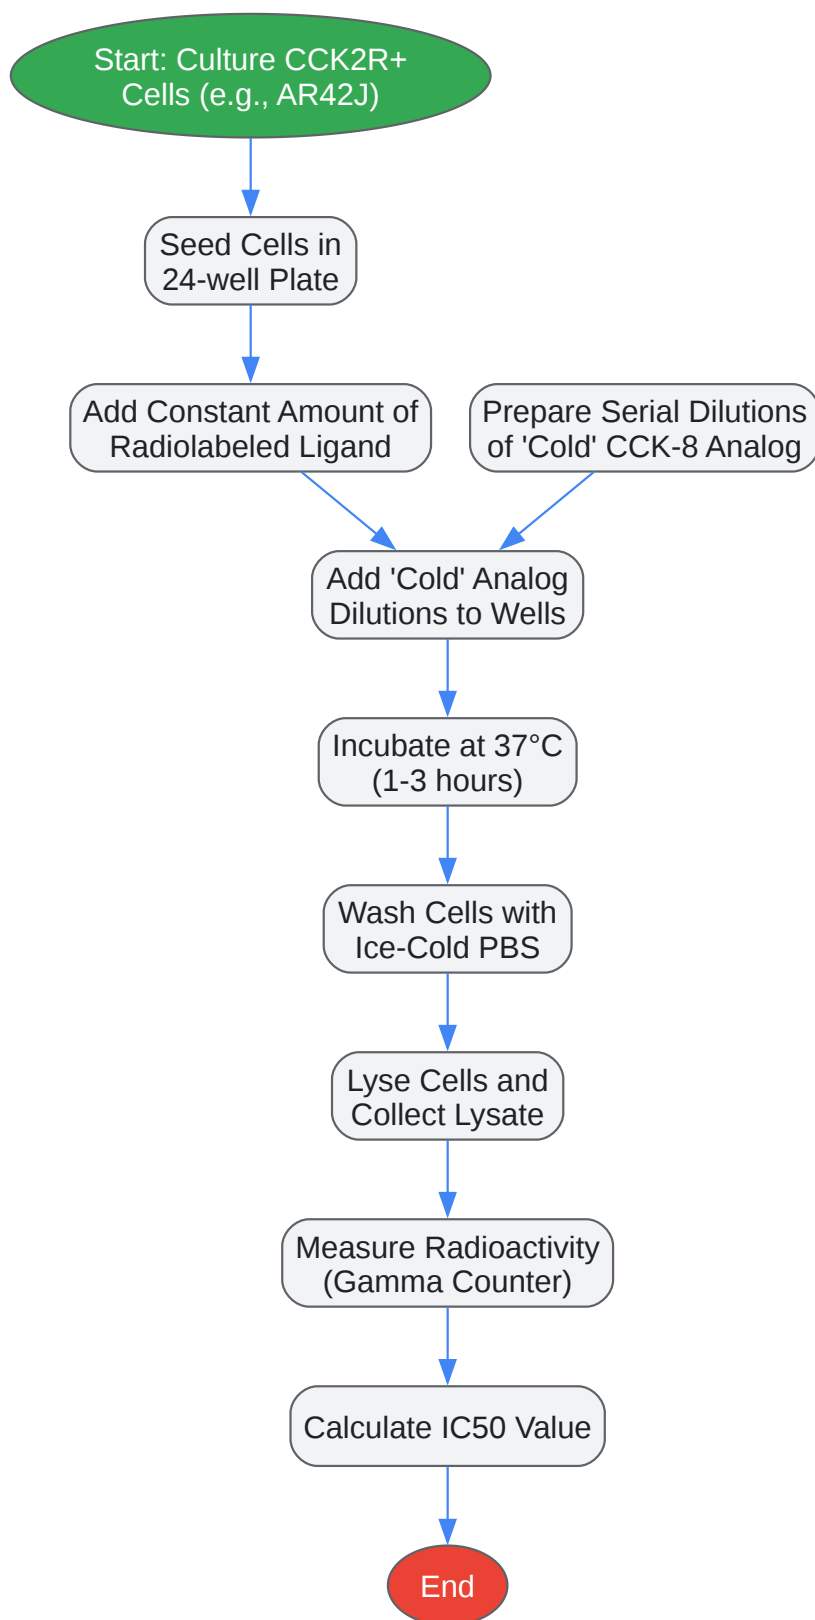 Start: Culture CCK2R+
Cells (e.g., AR42J)
Seed Cells in
24-well Plate
Add Constant Amount of
Radiolabeled Ligand
Prepare Serial Dilutions
of 'Cold' CCK-8 Analog
Add 'Cold' Analog
Dilutions to Wells
Incubate at 37°C
(1-3 hours)
Wash Cells with
Ice-Cold PBS
Lyse Cells and
Collect Lysate
Measure Radioactivity
(Gamma Counter)
Calculate IC50 Value
End